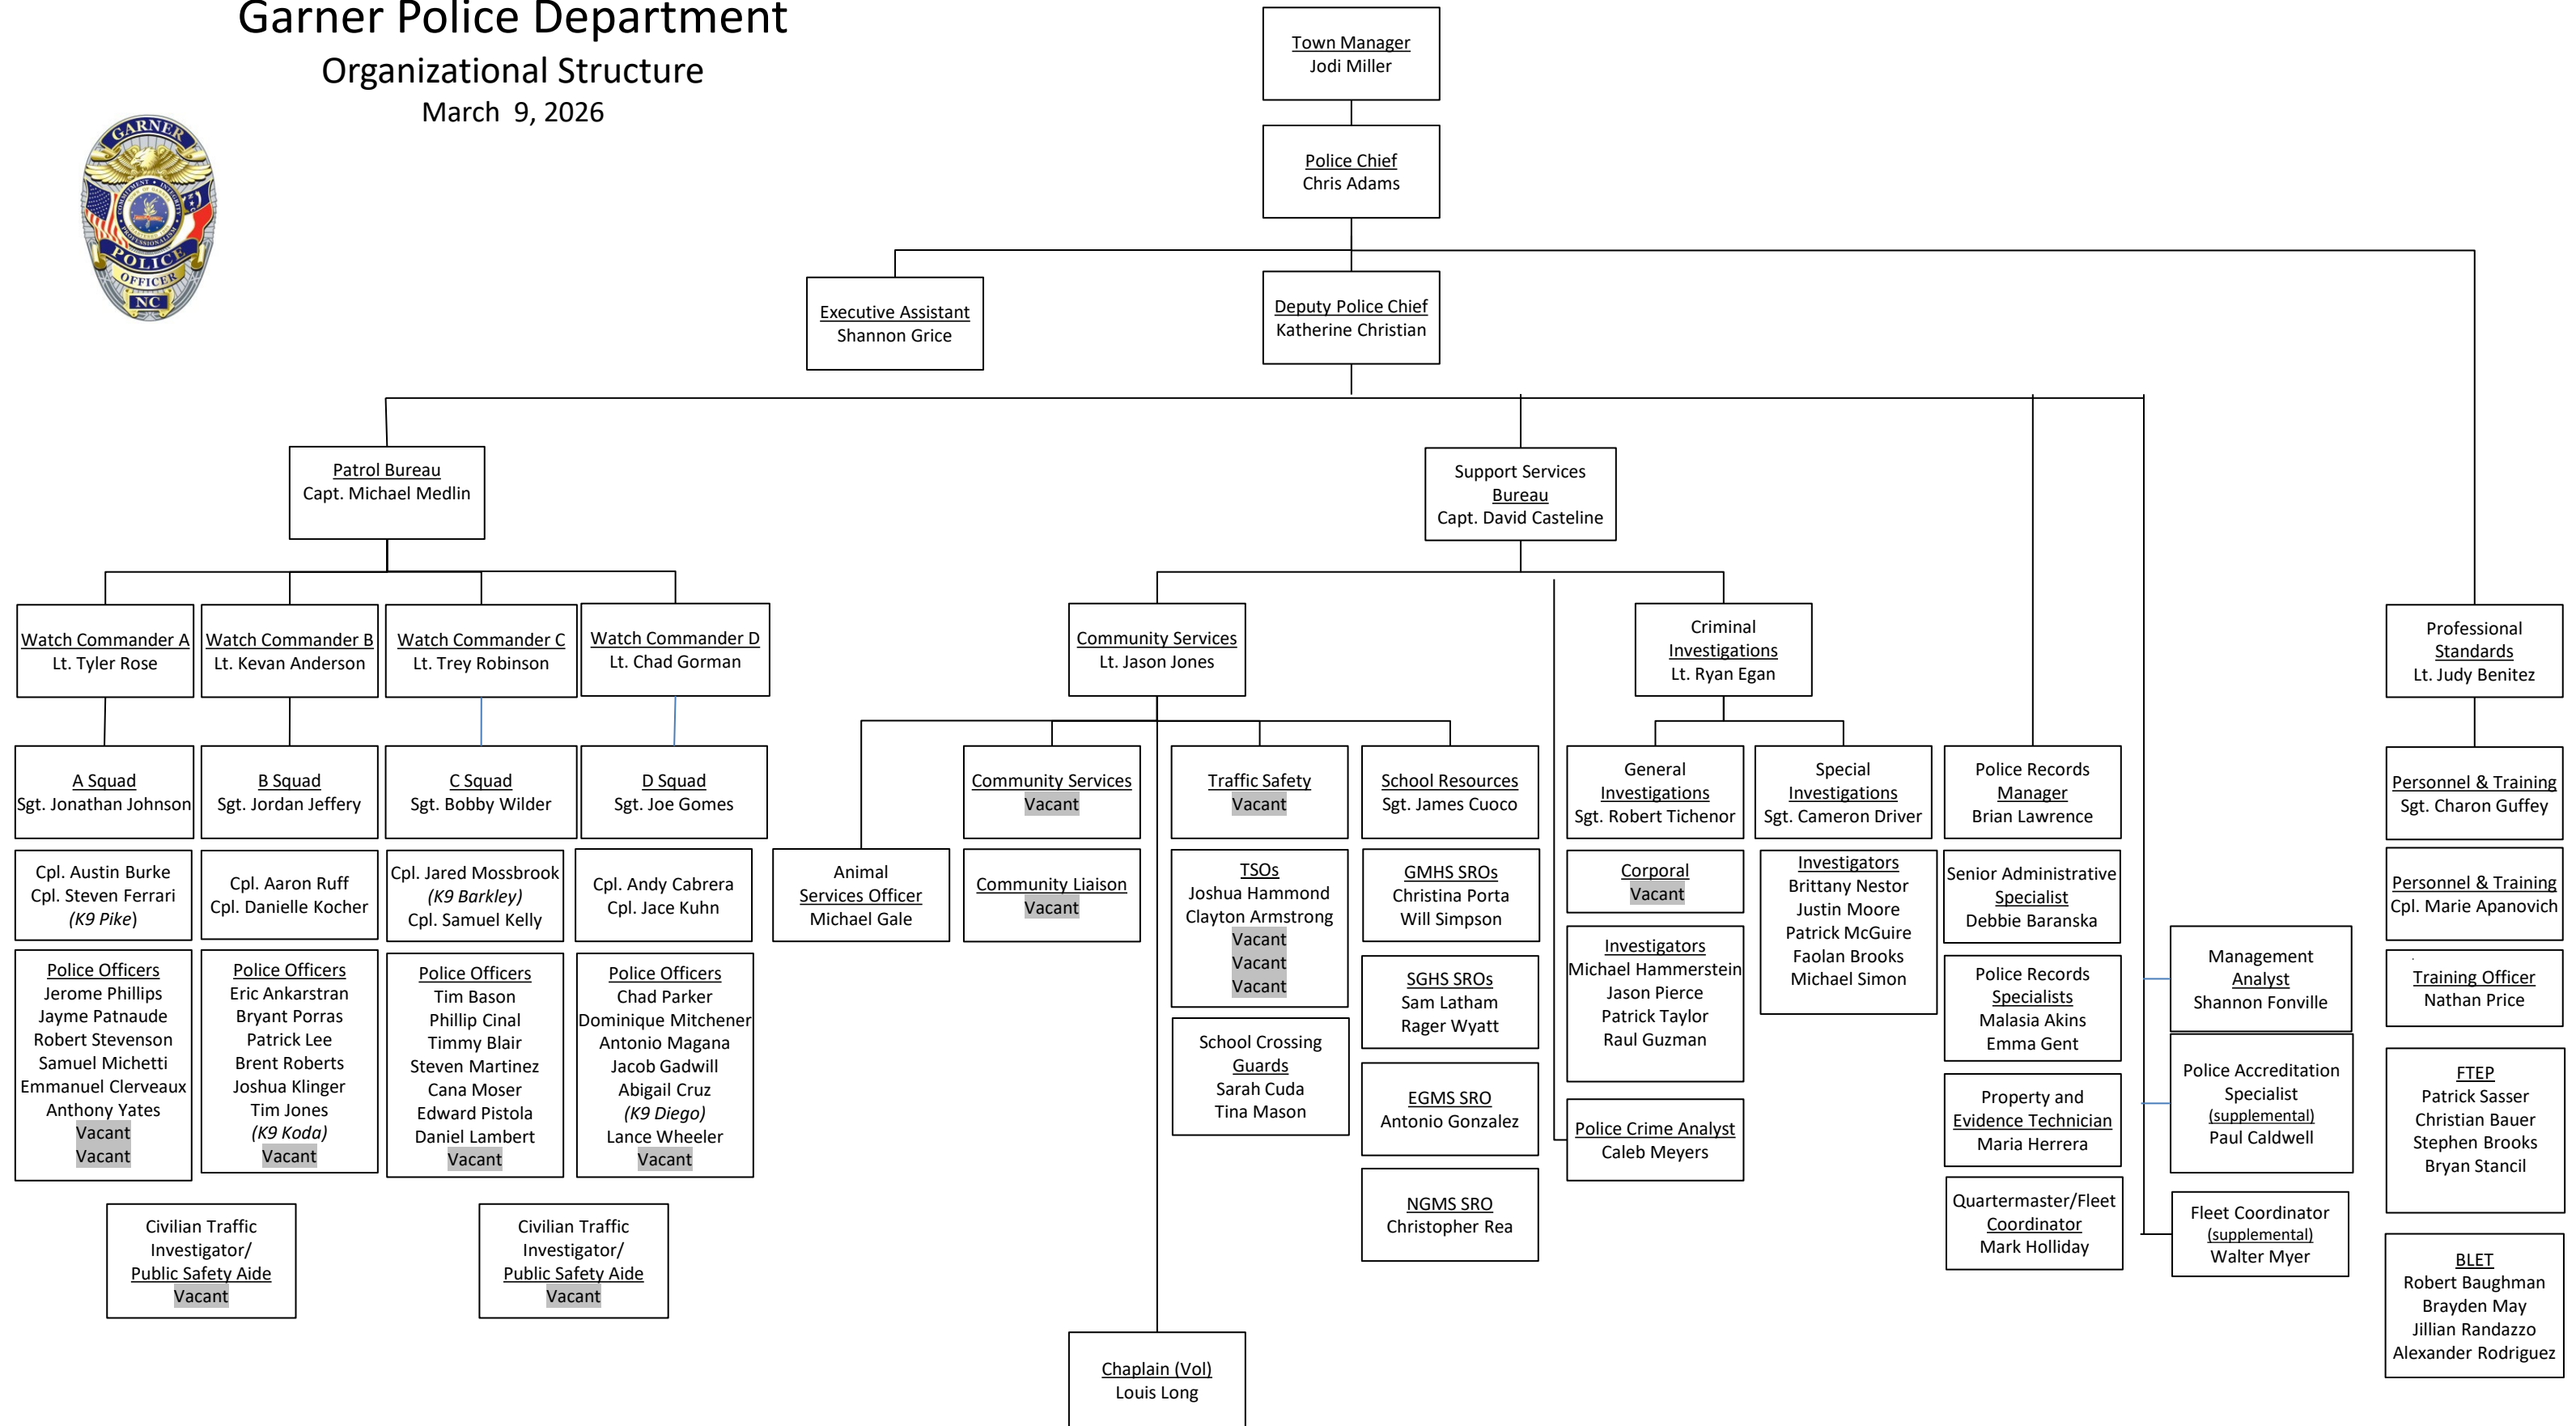 Garner Police Department
Organizational Structure
March 9, 2026
GARNER
POLICE
OFFICER
NC
Town Manager
Jodi Miller
Police Chief
Chris Adams
Executive Assistant
Shannon Grice
Deputy Police Chief
Katherine Christian
Patrol Bureau
Capt. Michael Medlin
Support Services
Bureau
Capt. David Casteline
Watch Commander A
Lt. Tyler Rose
Watch Commander B
Lt. Kevan Anderson
Watch Commander C
Lt. Trey Robinson
Watch Commander D
Lt. Chad Gorman
Community Services
Lt. Jason Jones
Criminal
Investigations
Lt. Ryan Egan
Professional
Standards
Lt. Judy Benitez
A Squad
Sgt. Jonathan Johnson
B Squad
Sgt. Jordan Jeffery
C Squad
Sgt. Bobby Wilder
D Squad
Sgt. Joe Gomes
Community Services
Vacant
Traffic Safety
Vacant
School Resources
Sgt. James Cuoco
General
Investigations
Sgt. Robert Tichenor
Special
Investigations
Sgt. Cameron Driver
Police Records
Manager
Brian Lawrence
Personnel & Training
Sgt. Charon Guffey
Cpl. Austin Burke
Cpl. Steven Ferrari
(K9 Pike)
Cpl. Aaron Ruff
Cpl. Danielle Kocher
Cpl. Jared Mossbrook
(K9 Barkley)
Cpl. Samuel Kelly
Cpl. Andy Cabrera
Cpl. Jace Kuhn
Animal
Services Officer
Michael Gale
Community Liaison
Vacant
TSOs
Joshua Hammond
Clayton Armstrong
Vacant
Vacant
Vacant
GMHS SROs
Christina Porta
Will Simpson
Corporal
Vacant
Investigators
Brittany Nestor
Justin Moore
Patrick McGuire
Faolan Brooks
Michael Simon
Senior Administrative
Specialist
Debbie Baranska
Personnel & Training
Cpl. Marie Apanovich
Police Officers
Jerome Phillips
Jayme Patnaude
Robert Stevenson
Samuel Michetti
Emmanuel Clerveaux
Anthony Yates
Vacant
Vacant
Police Officers
Eric Ankarstran
Bryant Porras
Patrick Lee
Brent Roberts
Joshua Klinger
Tim Jones
(K9 Koda)
Vacant
Police Officers
Tim Bason
Phillip Cinal
Timmy Blair
Steven Martinez
Cana Moser
Edward Pistola
Daniel Lambert
Vacant
Police Officers
Chad Parker
Dominique Mitchener
Antonio Magana
Jacob Gadwill
Abigail Cruz
(K9 Diego)
Lance Wheeler
Vacant
School Crossing
Guards
Sarah Cuda
Tina Mason
SGHS SROs
Sam Latham
Rager Wyatt
EGMS SRO
Antonio Gonzalez
NGMS SRO
Christopher Rea
Investigators
Michael Hammerstein
Jason Pierce
Patrick Taylor
Raul Guzman
Police Crime Analyst
Caleb Meyers
Police Records
Specialists
Malasia Akins
Emma Gent
Property and
Evidence Technician
Maria Herrera
Quartermaster/Fleet
Coordinator
Mark Holliday
Management
Analyst
Shannon Fonville
Police Accreditation
Specialist
(supplemental)
Paul Caldwell
Fleet Coordinator
(supplemental)
Walter Myer
Training Officer
Nathan Price
FTEP
Patrick Sasser
Christian Bauer
Stephen Brooks
Bryan Stancil
BLET
Robert Baughman
Brayden May
Jillian Randazzo
Alexander Rodriguez
Civilian Traffic
Investigator/
Public Safety Aide
Vacant
Civilian Traffic
Investigator/
Public Safety Aide
Vacant
Chaplain (Vol)
Louis Long